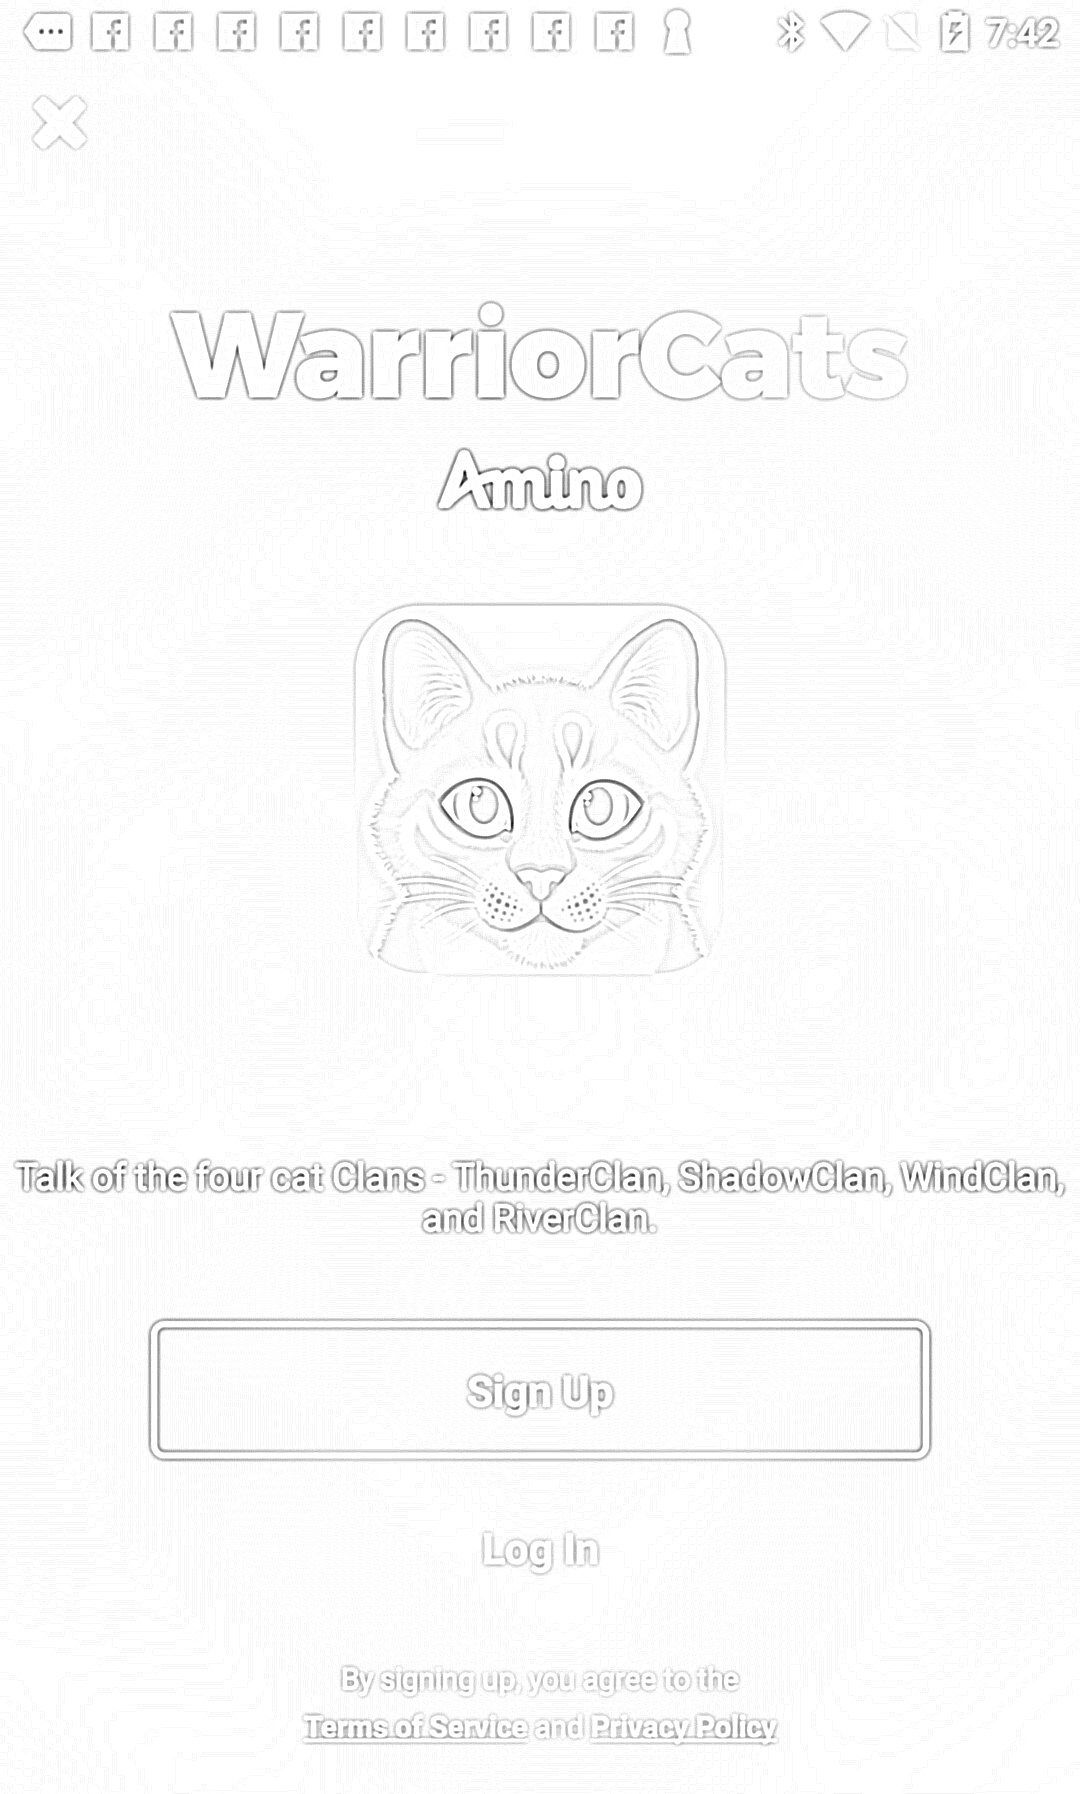 7:42
WarriorCats
Amino
Talk of the four cat Clans - ThunderClan, ShadowClan, WindClan,
and RiverClan.
Sign Up
Log In
By signing up, you agree to the
Terms of Service and Privacy Policy